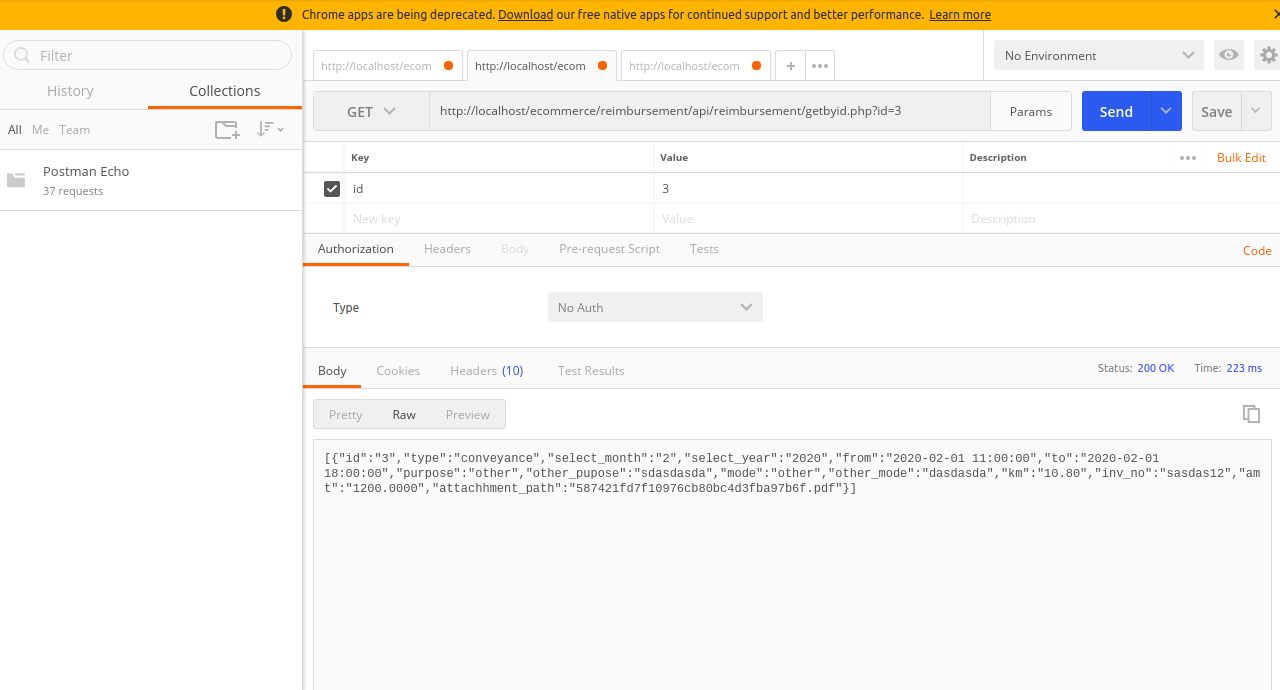 Chrome apps are being deprecated. Download our free native apps for continued support and better performance. Learn more
Filter
History Collections
All Me Team
Postman Echo
37 requests
http://localhost/ecom http://localhost/ecom http://localhost/ecom + •••
No Environment
GET http://localhost/ecommerce/reimbursement/api/reimbursement/getbyid.php?id=3 Params Send Save
Key Value Description ••• Bulk Edit
id 3
New key Value Description
Authorization Headers Body Pre-request Script Tests Code
Type No Auth
Body Cookies Headers (10) Test Results Status: 200 OK Time: 223 ms
Pretty Raw Preview
[{"id":"3","type":"conveyance","select_month":"2","select_year":"2020","from":"2020-02-01 11:00:00","to":"2020-02-01
18:00:00","purpose":"other","other_pupose":"sdasdasda","mode":"other","other_mode":"dasdasda","km":"10.80","inv_no":"sasdas12","am
t":"1200.0000","attachhment_path":"587421fd7f10976cb80bc4d3fba97b6f.pdf"}]